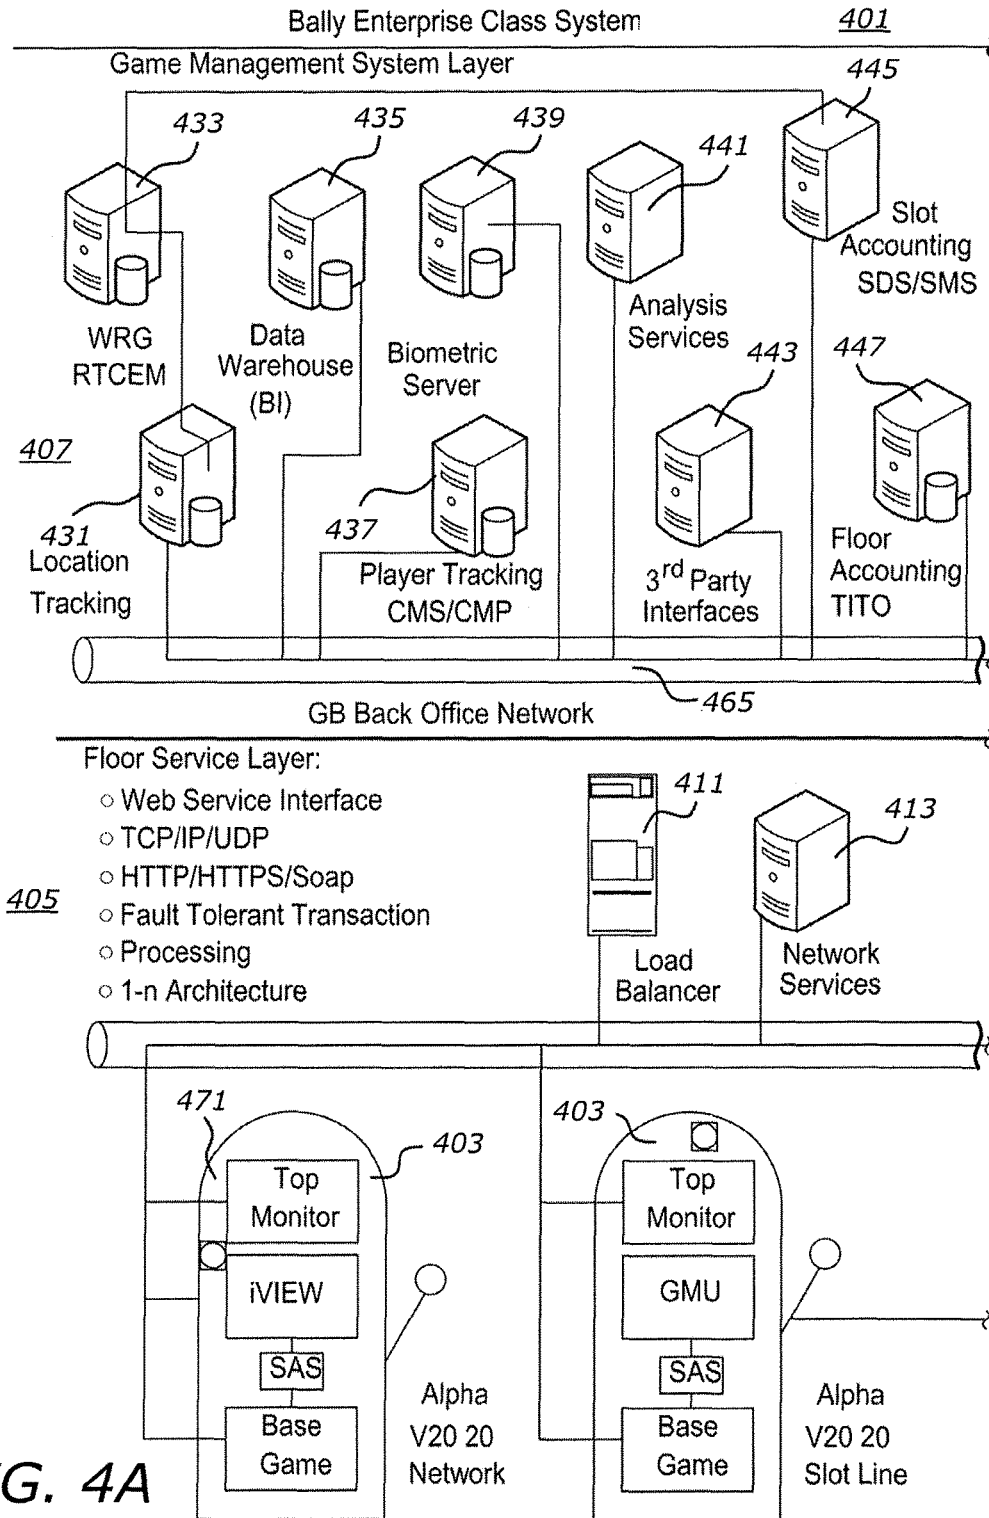 Bally Enterprise Class System
401
Game Management System Layer
445
433
435
439
441
Slot
Accounting
SDS/SMS
WRG
RTCEM
Data
Warehouse
(BI)
Biometric
Server
Analysis
Services
443
447
407
431
Location
Tracking
437
Player Tracking
CMS/CMP
3rd Party
Interfaces
Floor
Accounting
TITO
465
GB Back Office Network
Floor Service Layer:
○ Web Service Interface
○ TCP/IP/UDP
○ HTTP/HTTPS/Soap
○ Fault Tolerant Transaction
○ Processing
○ 1-n Architecture
405
411
413
Load
Balancer
Network
Services
471
403
Top
Monitor
iVIEW
SAS
Base
Game
Alpha
V20 20
Network
403
Top
Monitor
GMU
SAS
Base
Game
Alpha
V20 20
Slot Line
G. 4A